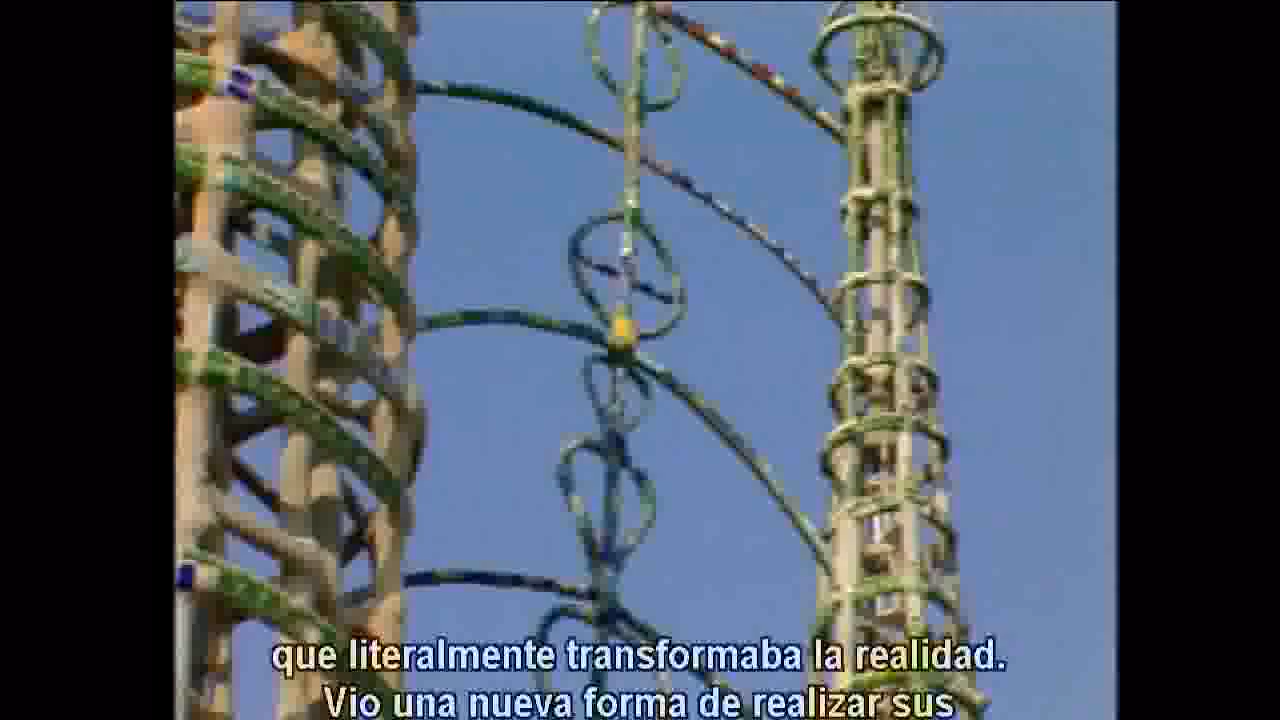 que literalmente transformaba la realidad.
Vio una nueva forma de realizar sus